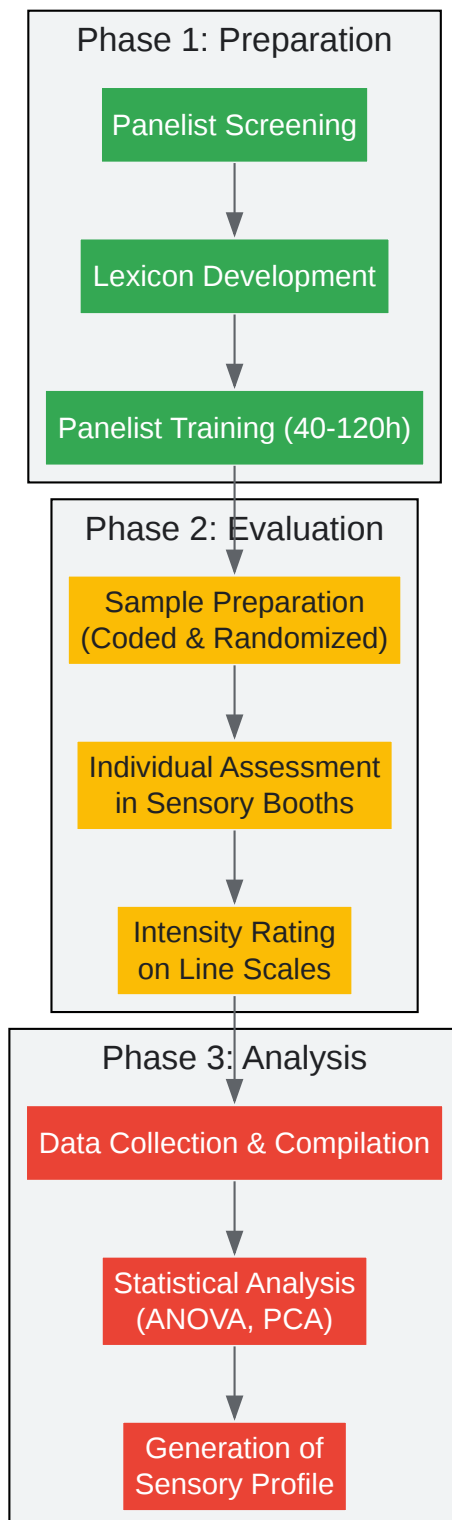 Phase 1: Preparation
Panelist Screening
Lexicon Development
Panelist Training (40-120h)
Phase 2: Evaluation
Sample Preparation
(Coded & Randomized)
Individual Assessment
in Sensory Booths
Intensity Rating
on Line Scales
Phase 3: Analysis
Data Collection & Compilation
Statistical Analysis
(ANOVA, PCA)
Generation of
Sensory Profile